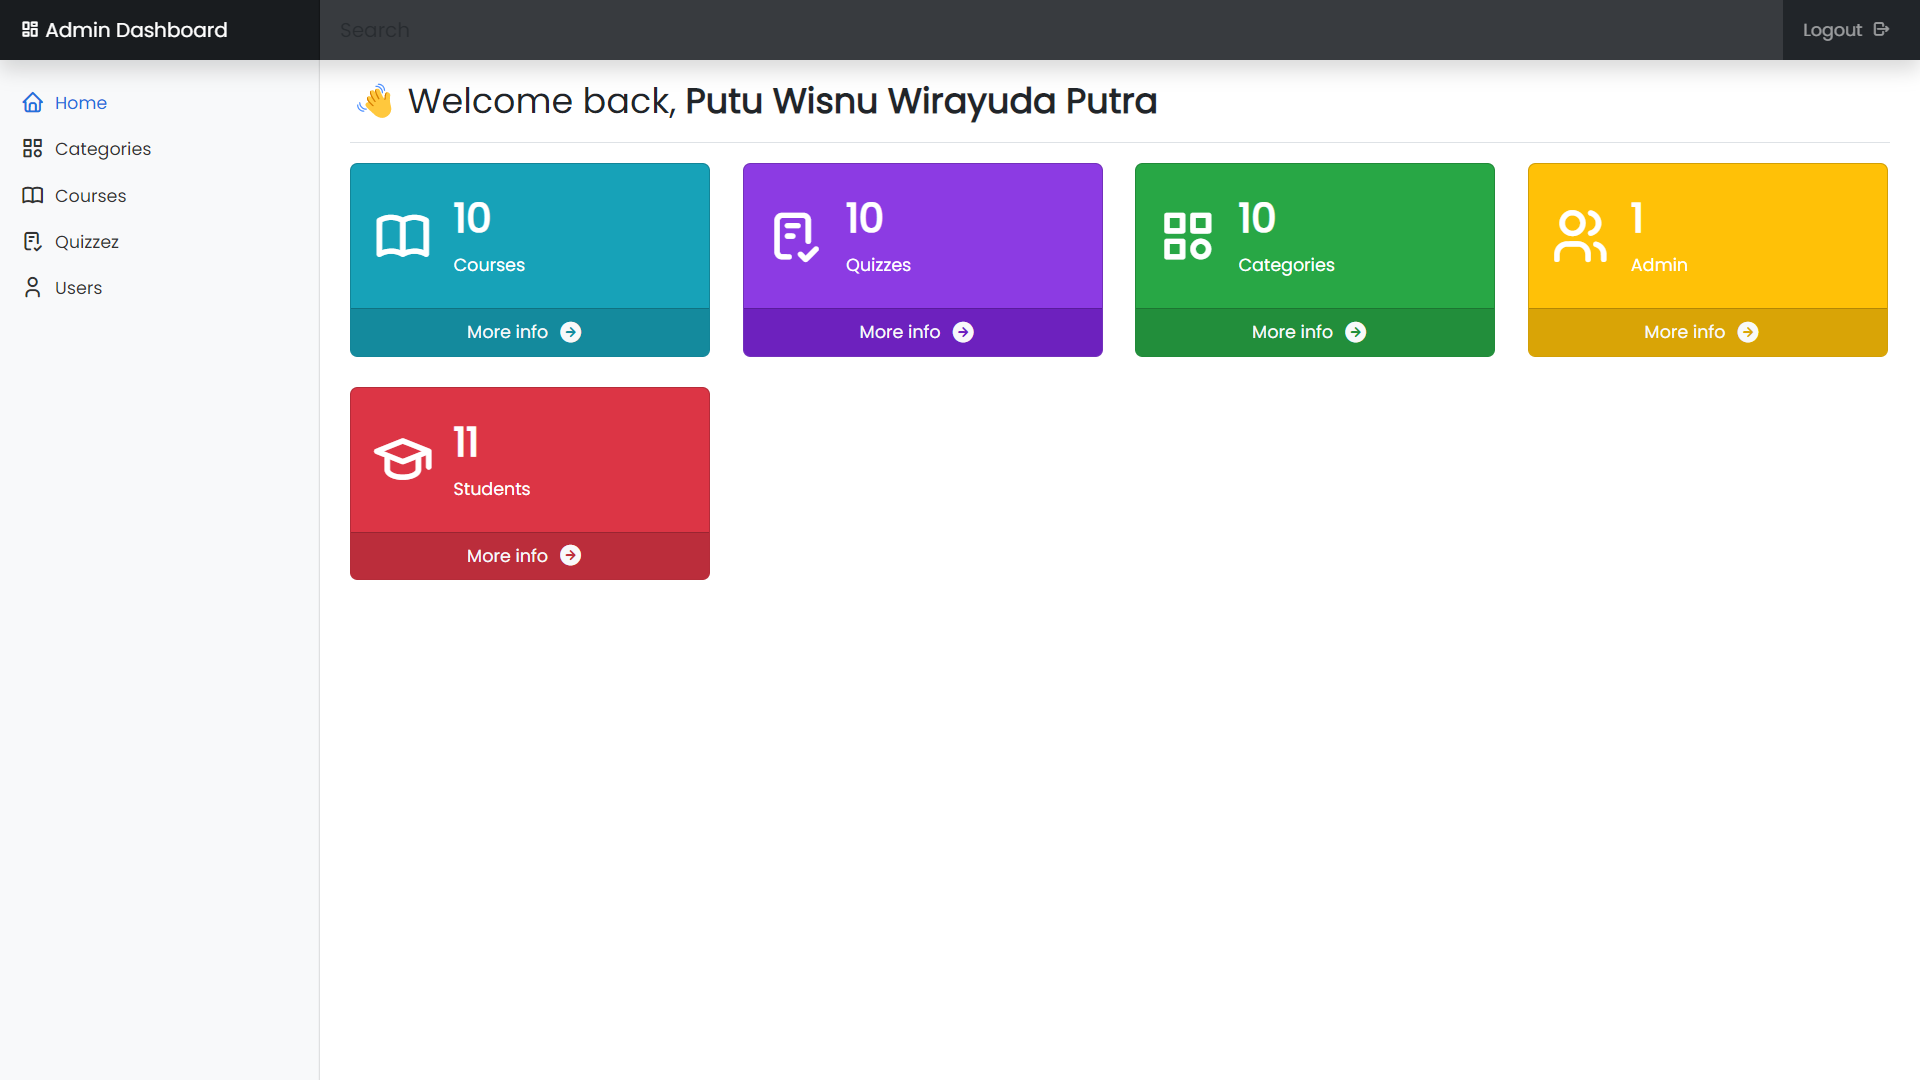 Admin Dashboard
Search
Logout
Home
Categories
Courses
Quizzez
Users
Welcome back, Putu Wisnu Wirayuda Putra
10
Courses
More info
10
Quizzes
More info
10
Categories
More info
1
Admin
More info
11
Students
More info